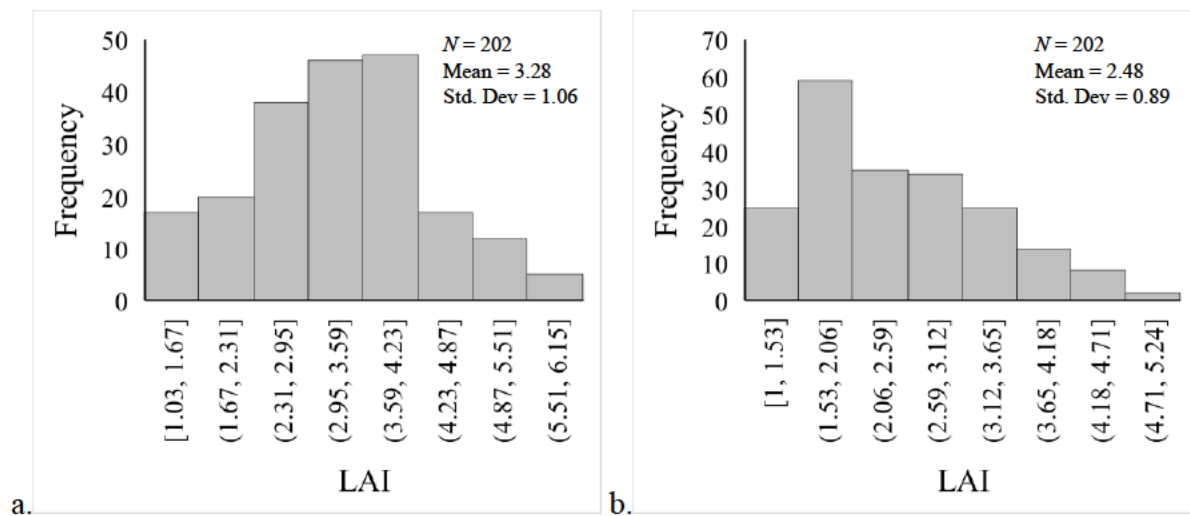 50
40
30
20
10
0
Frequency
N = 202
Mean = 3.28
Std. Dev = 1.06
[1.03, 1.67]
(1.67, 2.31]
(2.31, 2.95]
(2.95, 3.59]
(3.59, 4.23]
(4.23, 4.87]
(4.87, 5.51]
(5.51, 6.15]
LAI
a.
70
60
50
40
30
20
10
0
Frequency
N = 202
Mean = 2.48
Std. Dev = 0.89
[1, 1.53]
(1.53, 2.06]
(2.06, 2.59]
(2.59, 3.12]
(3.12, 3.65]
(3.65, 4.18]
(4.18, 4.71]
(4.71, 5.24]
LAI
b.